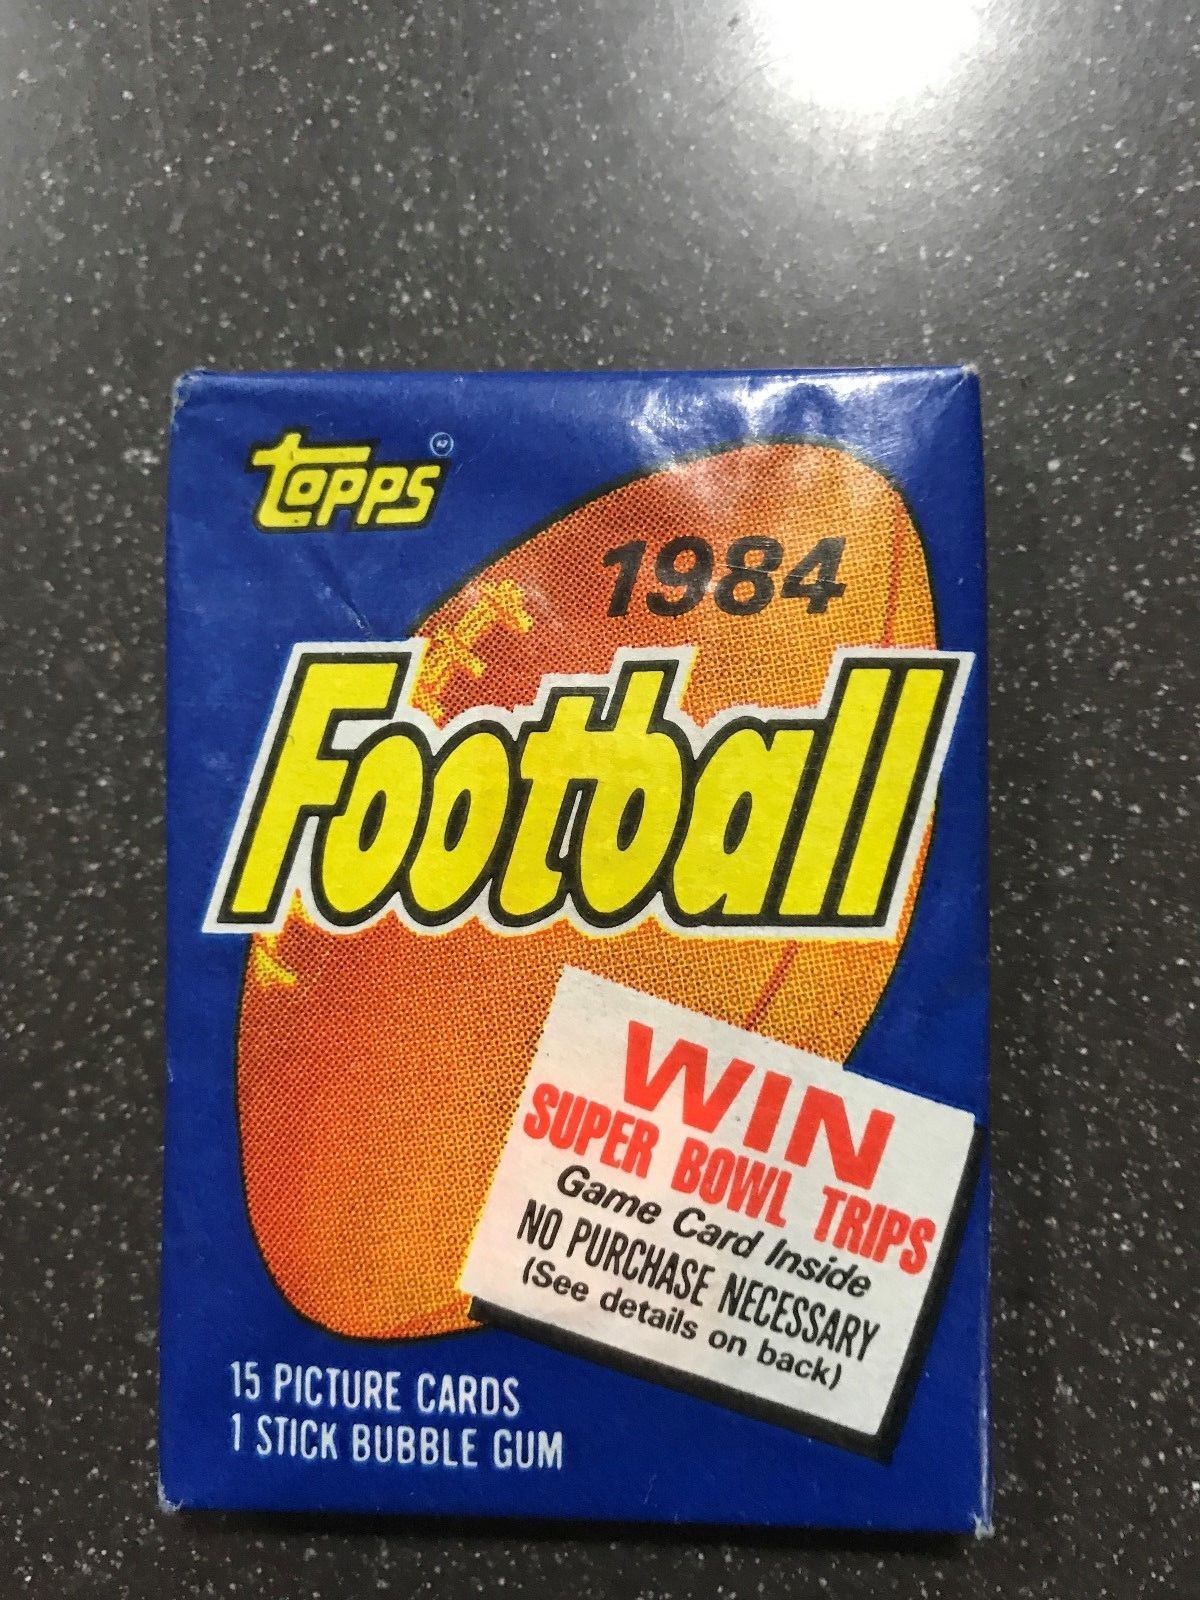 Topps
1984
Football
WIN
SUPER BOWL TRIPS
Game Card Inside
NO PURCHASE NECESSARY
(See details on back)
15 PICTURE CARDS
1 STICK BUBBLE GUM